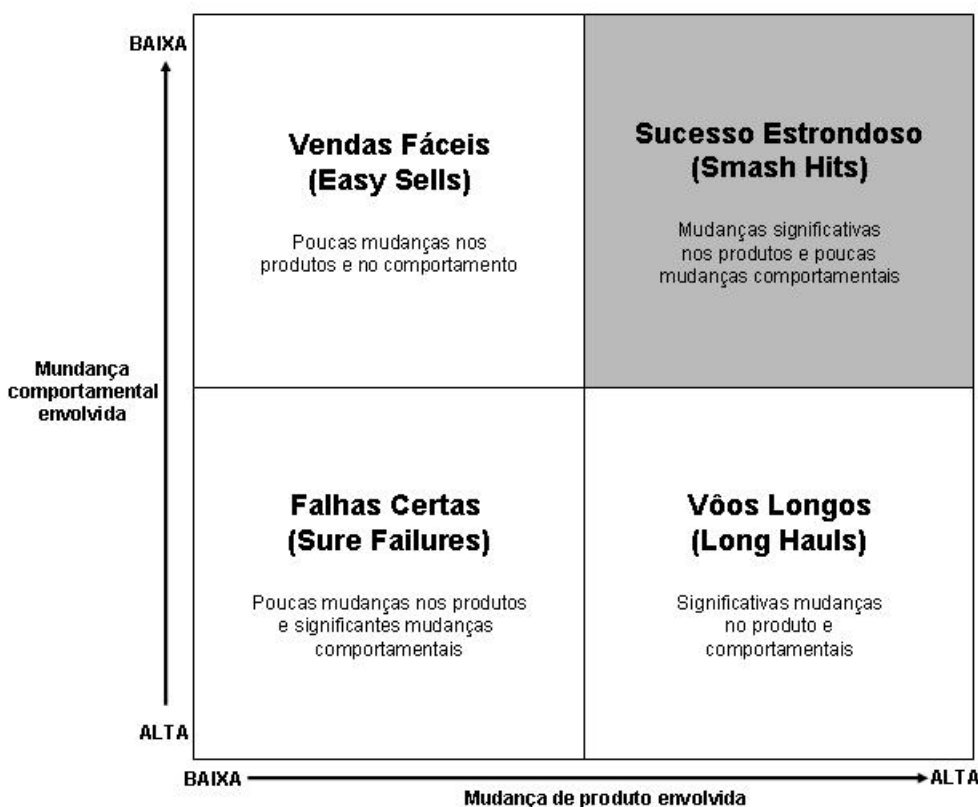 BAIXA
Vendas Fáceis
(Easy Sells)
Poucas mudanças nos
produtos e no comportamento
Sucesso Estrondoso
(Smash Hits)
Mudanças significativas
nos produtos e poucas
mudanças comportamentais
Mundança
comportamental
envolvida
Falhas Certas
(Sure Failures)
Poucas mudanças nos produtos
e significantes mudanças
comportamentais
Vôos Longos
(Long Hauls)
Significativas mudanças
no produto e
comportamentais
ALTA
BAIXA
ALTA
Mudança de produto envolvida